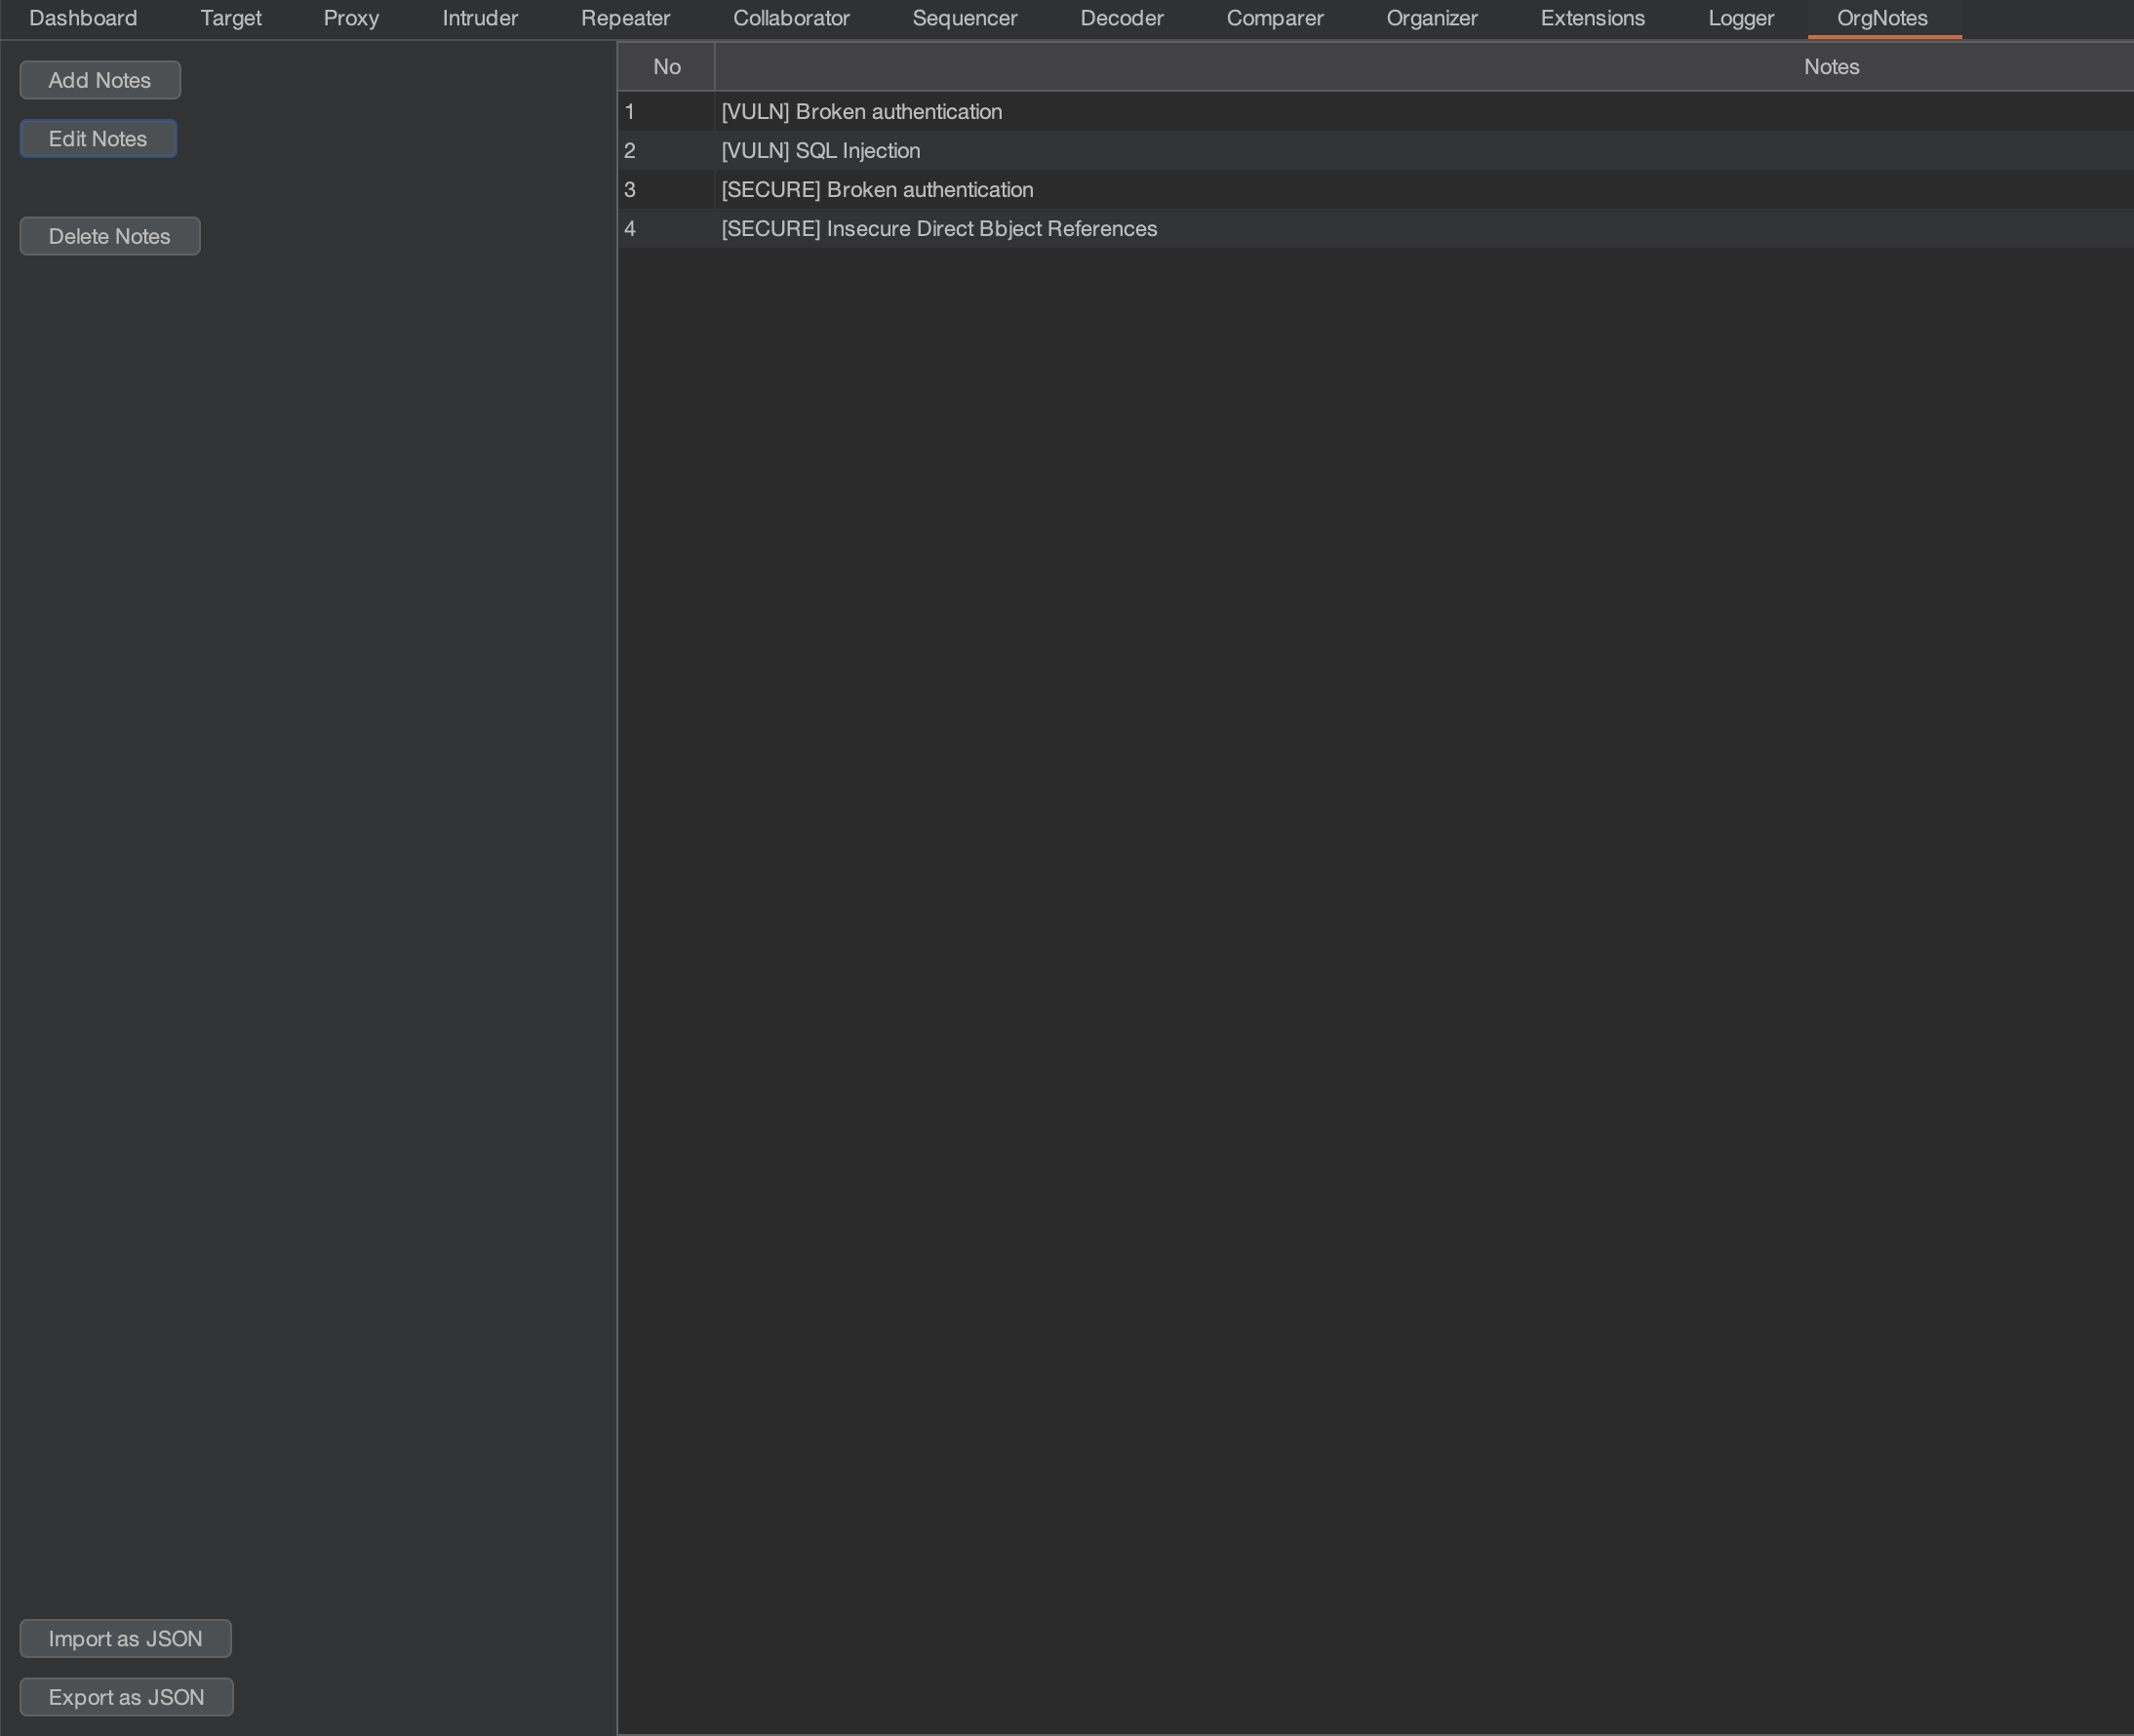 Dashboard Target Proxy Intruder Repeater Collaborator Sequencer Decoder Comparer Organizer Extensions Logger OrgNotes
Add Notes
Edit Notes
Delete Notes
Import as JSON
Export as JSON
No Notes
1 [VULN] Broken authentication
2 [VULN] SQL Injection
3 [SECURE] Broken authentication
4 [SECURE] Insecure Direct Bbject References